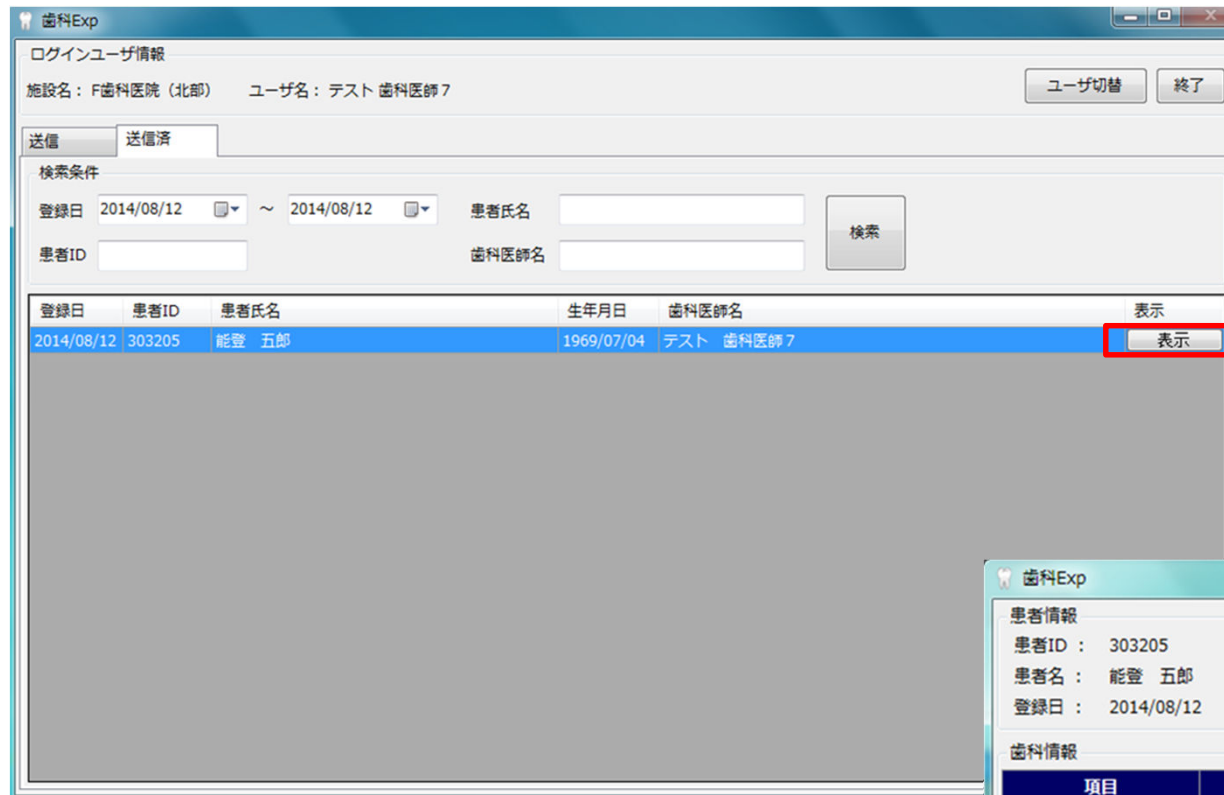 歯科Exp
ログインユーザ情報
施設名： F歯科医院（北部） ユーザ名： テスト 歯科医師７
ユーザ切替 終了
送信 送信済
検索条件
登録日 2014/08/12 ～ 2014/08/12 患者氏名
検索
患者ID 歯科医師名
登録日 患者ID 患者氏名 生年月日 歯科医師名 表示
2014/08/12 303205 能登 五郎 1969/07/04 テスト 歯科医師７ 表示
歯科Exp
患者情報
患者ID ： 303205
患者名 ： 能登 五郎
登録日 ： 2014/08/12
歯科情報
項目